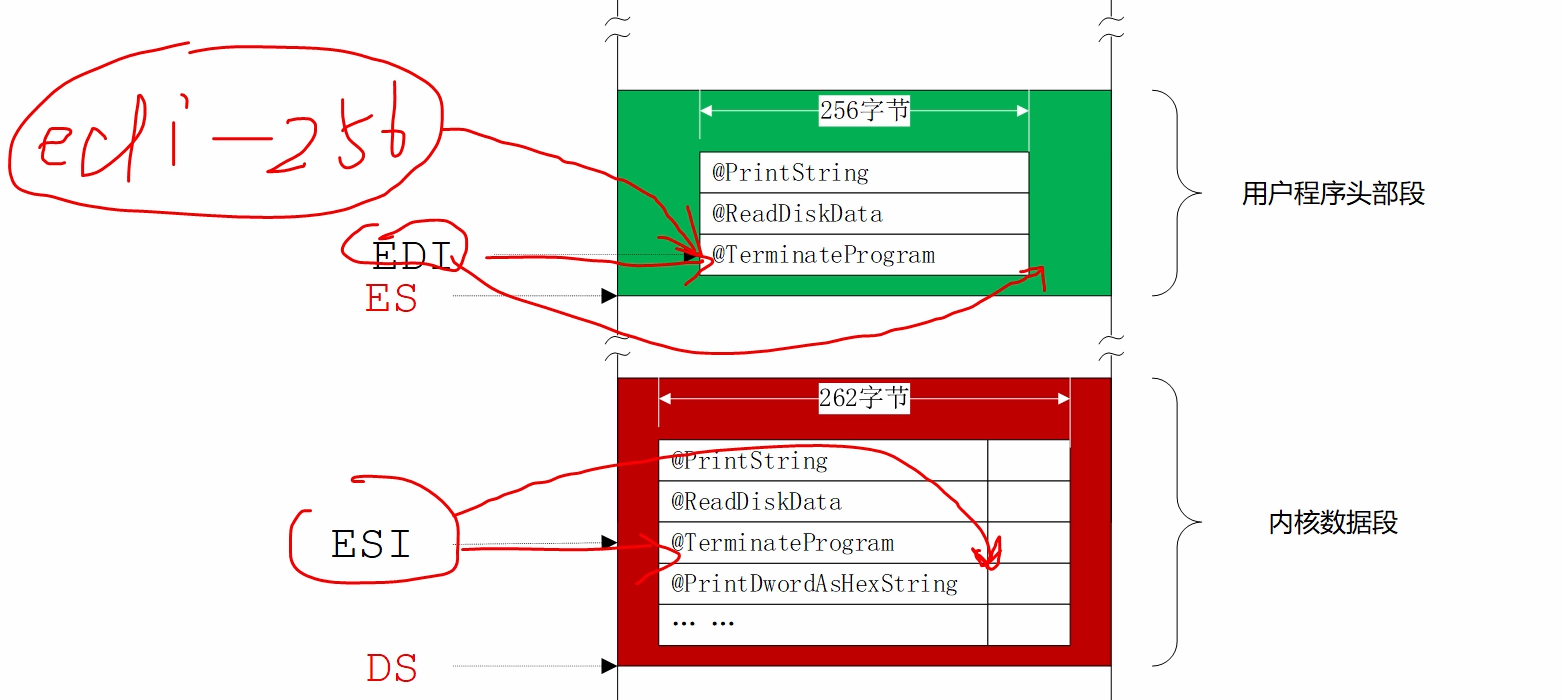 256字节
@PrintString
@ReadDiskData
@TerminateProgram
edi-256
EDI
ES
用户程序头部段
262字节
@PrintString
@ReadDiskData
@TerminateProgram
@PrintDwordAsHexString
… …
ESI
DS
内核数据段